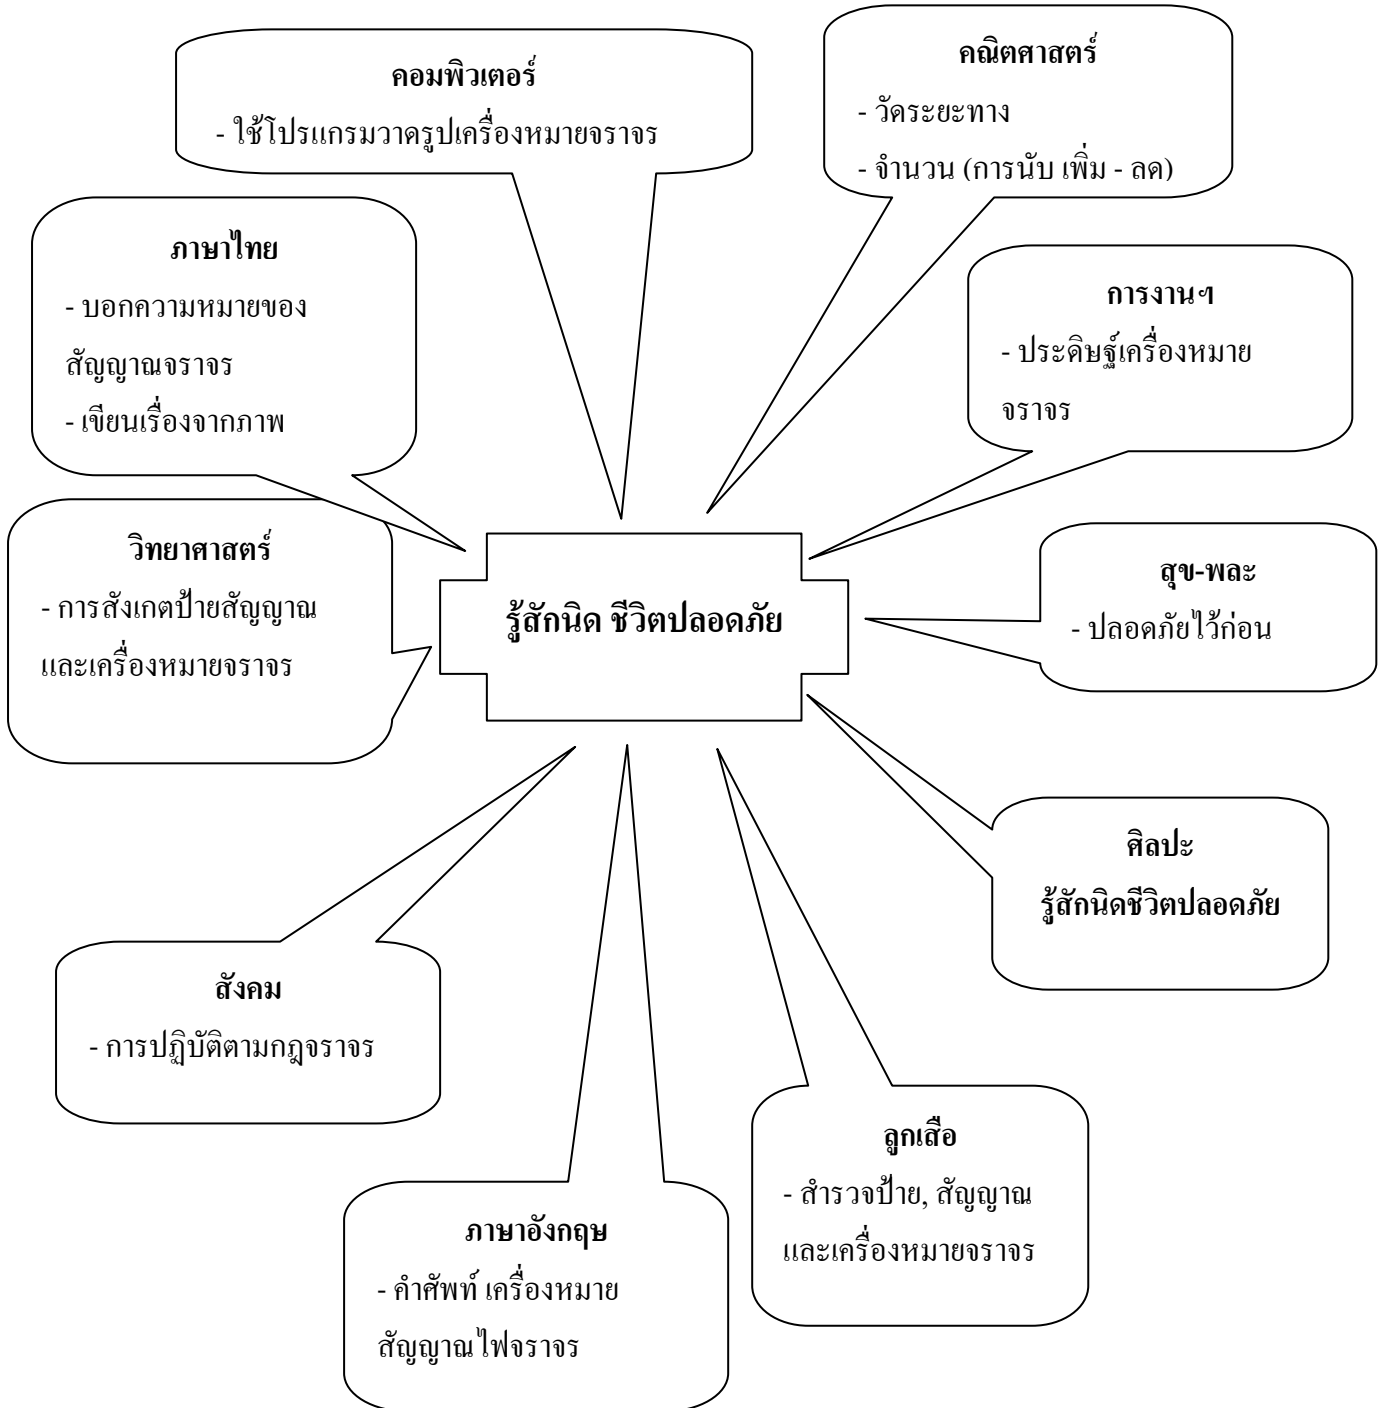 คอมพิวเตอร์
- ใช้โปรแกรมวาดรูปเครื่องหมายจราจร
คณิตศาสตร์
- วัดระยะทาง
- จำนวน (การนับ เพิ่ม - ลด)
ภาษาไทย
- บอกความหมายของ
สัญญาณจราจร
- เขียนเรื่องจากภาพ
การงานฯ
- ประดิษฐ์เครื่องหมาย
จราจร
วิทยาศาสตร์
- การสังเกตป้ายสัญญาณ
และเครื่องหมายจราจร
รู้สักนิด ชีวิตปลอดภัย
สุข-พละ
- ปลอดภัยไว้ก่อน
ศิลปะ
รู้สักนิดชีวิตปลอดภัย
สังคม
- การปฏิบัติตามกฎจราจร
ลูกเสือ
- สำรวจป้าย, สัญญาณ
และเครื่องหมายจราจร
ภาษาอังกฤษ
- คำศัพท์ เครื่องหมาย
สัญญาณไฟจราจร